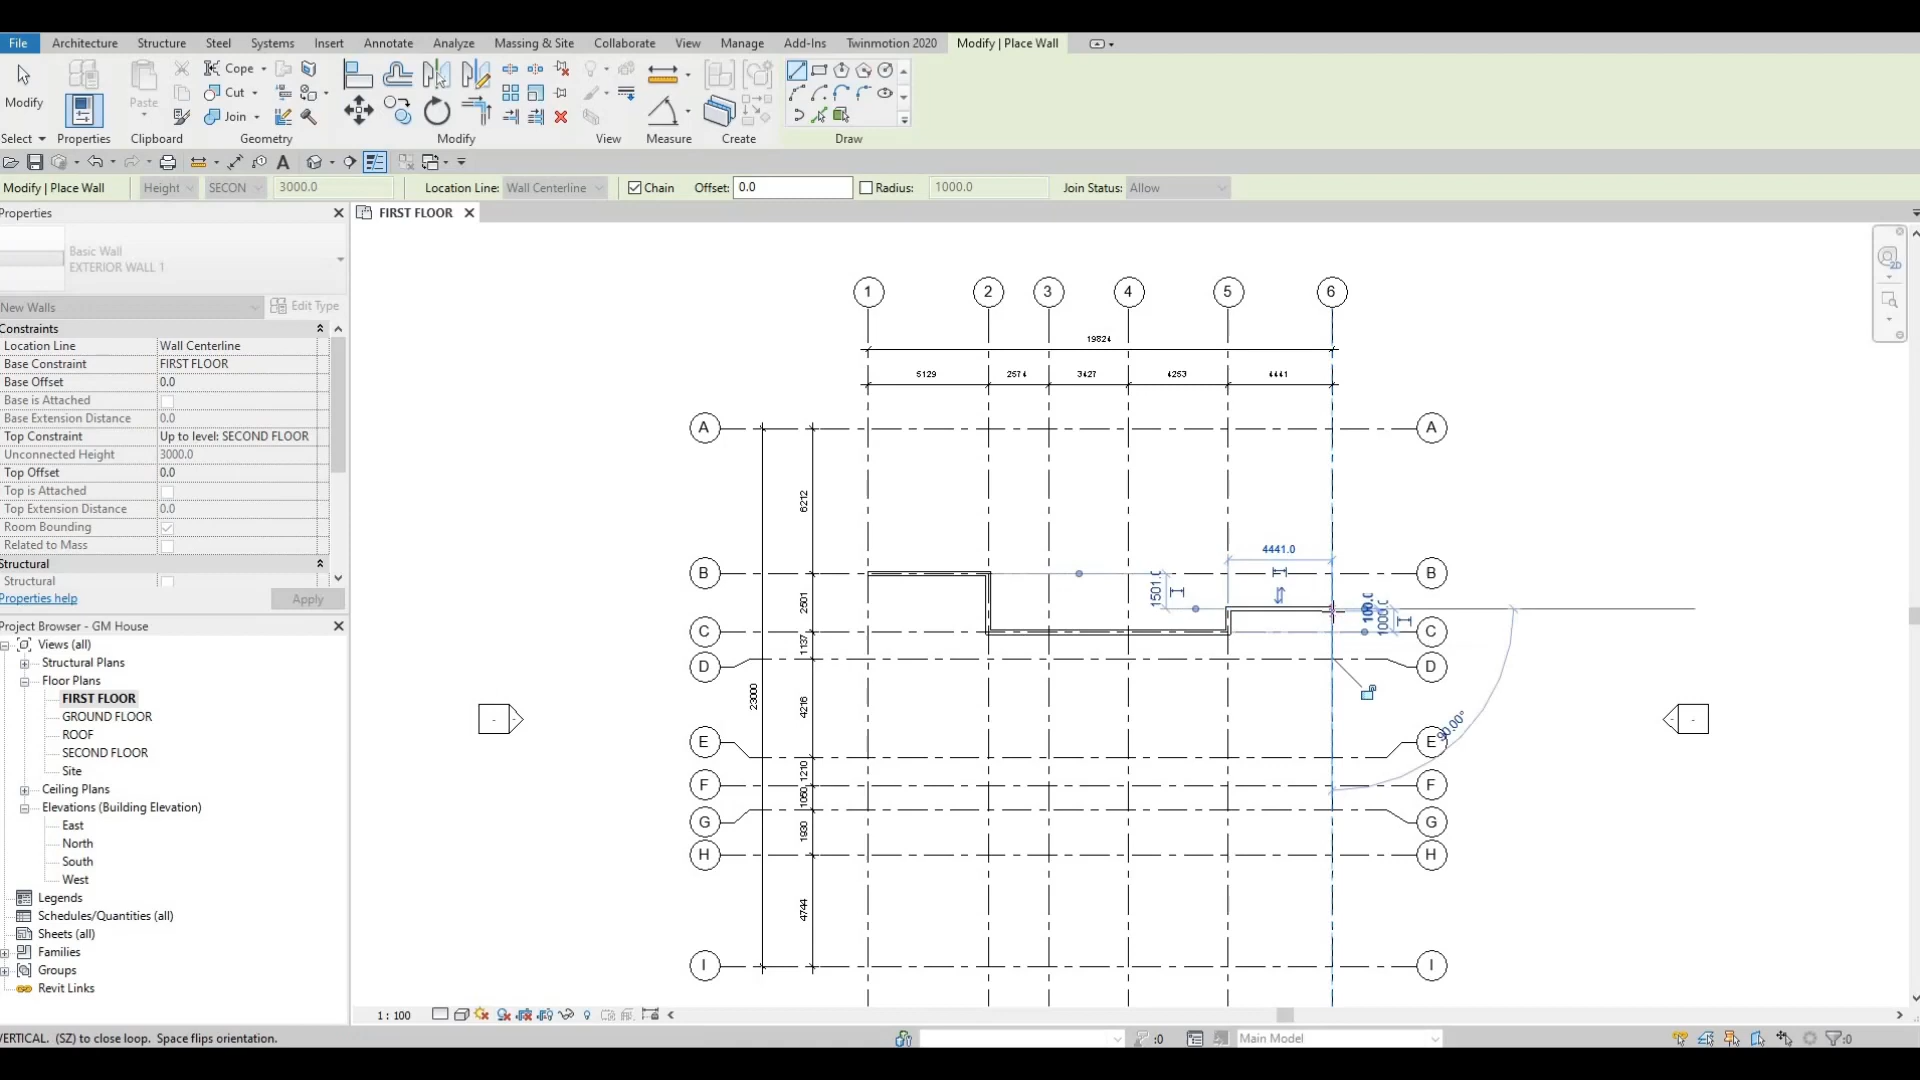 File Architecture Structure Steel Systems Insert Annotate Analyze Massing & Site Collaborate View Manage Add-Ins Twinmotion 2020 Modify | Place Wall
Cope
Modify Paste Cut
Join
Select Properties Clipboard Geometry Modify View Measure Create Draw
Modify | Place Wall Height SECON 3000.0 Location Line: Wall Centerline Chain Offset: 0.0 Radius: 1000.0 Join Status: Allow
Properties
FIRST FLOOR
Basic Wall
EXTERIOR WALL 1
New Walls Edit Type
Constraints
Location Line Wall Centerline
Base Constraint FIRST FLOOR
Base Offset 0.0
Base is Attached
Base Extension Distance 0.0
Top Constraint Up to level: SECOND FLOOR
Unconnected Height 3000.0
Top Offset 0.0
Top is Attached
Top Extension Distance 0.0
Room Bounding
Related to Mass
Structural
Structural
Properties help Apply
Project Browser - GM House
Views (all)
Structural Plans
Floor Plans
FIRST FLOOR
GROUND FLOOR
ROOF
SECOND FLOOR
Site
Ceiling Plans
Elevations (Building Elevation)
East
North
South
West
Legends
Schedules/Quantities (all)
Sheets (all)
Families
Groups
Revit Links
1 2 3 4 5 6
19824
5129 2574 3427 4253 4441
A A
6212
4441.0
B B
1501.
2501
100.0
1000.
C C
1137
D D
23000
4216
90.00°
E E
1210
F F
1060
G G
1930
H H
4744
I I
2D
1 : 100
VERTICAL. (SZ) to close loop. Space flips orientation.
:0
Main Model
:0